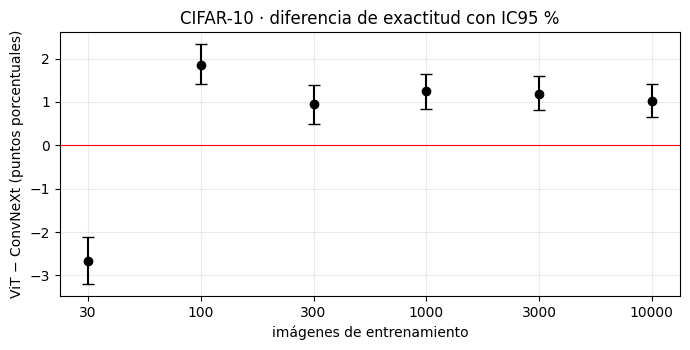 CIFAR-10 · diferencia de exactitud con IC95 %
ViT − ConvNeXt (puntos porcentuales)
2
1
0
−1
−2
−3
30 100 300 1000 3000 10000
imágenes de entrenamiento